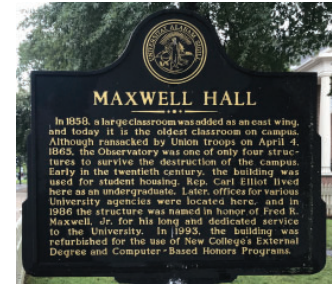 MAXWELL HALL
In 1858, a large classroom was added as an east wing,
and today it is the oldest classroom on campus.
Although ransacked by Union troops on April 4,
1865, the Observatory was one of only four struc-
tures to survive the destruction of the campus.
Early in the twentieth century, the building was
used for student housing. Rep. Carl Elliot lived
here as an undergraduate. Later, offices for various
University agencies were located here, and in
1986 the structure was named in honor of Fred R.
Maxwell, Jr. for his long and dedicated service
to the University. In 1993, the building was
refurbished for the use of New College's External
Degree and Computer-Based Honors Programs.